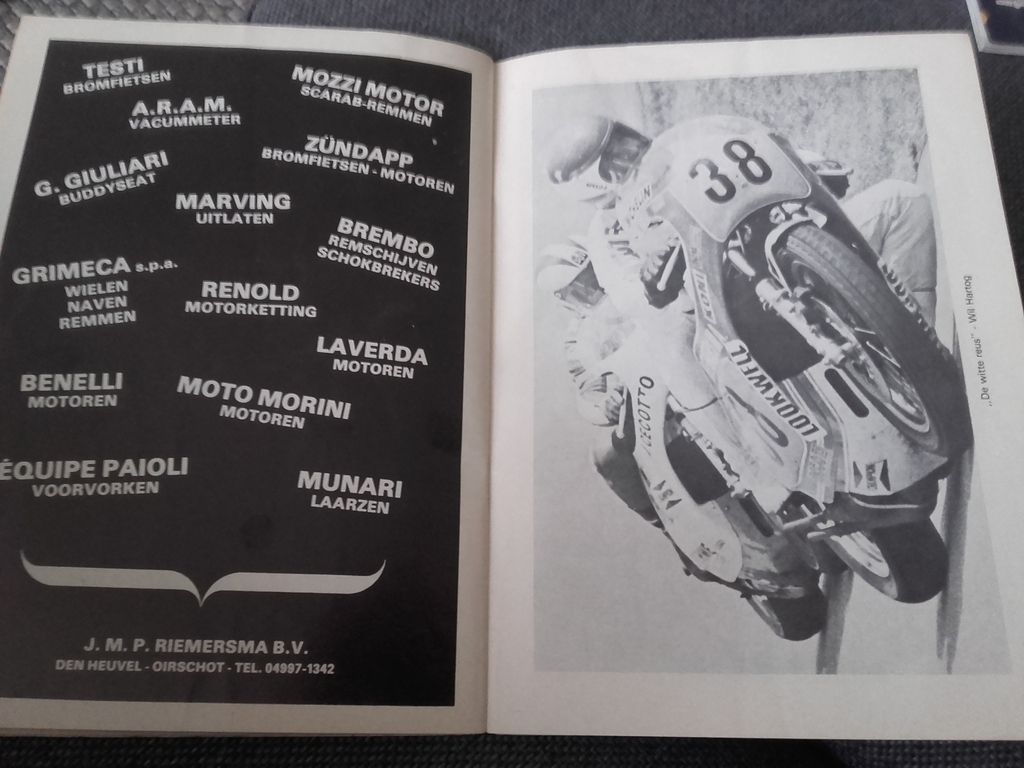 TESTI
BROMFIETSEN
MOZZI MOTOR
SCARAB-REMMEN
A.R.A.M.
VACUMMETER
ZÜNDAPP
BROMFIETSEN - MOTOREN
G. GIULIARI
BUDDYSEAT
MARVING
UITLATEN
BREMBO
REMSCHIJVEN
SCHOKBREKERS
GRIMECA s.p.a.
WIELEN
NAVEN
REMMEN
RENOLD
MOTORKETTING
LAVERDA
MOTOREN
BENELLI
MOTOREN
MOTO MORINI
MOTOREN
ÉQUIPE PAIOLI
VOORVORKEN
MUNARI
LAARZEN
J. M. P. RIEMERSMA B.V.
DEN HEUVEL - OIRSCHOT - TEL. 04997-1342
38
LOOKWELL
CECOTTO
„De witte reus" - Wil Hartog